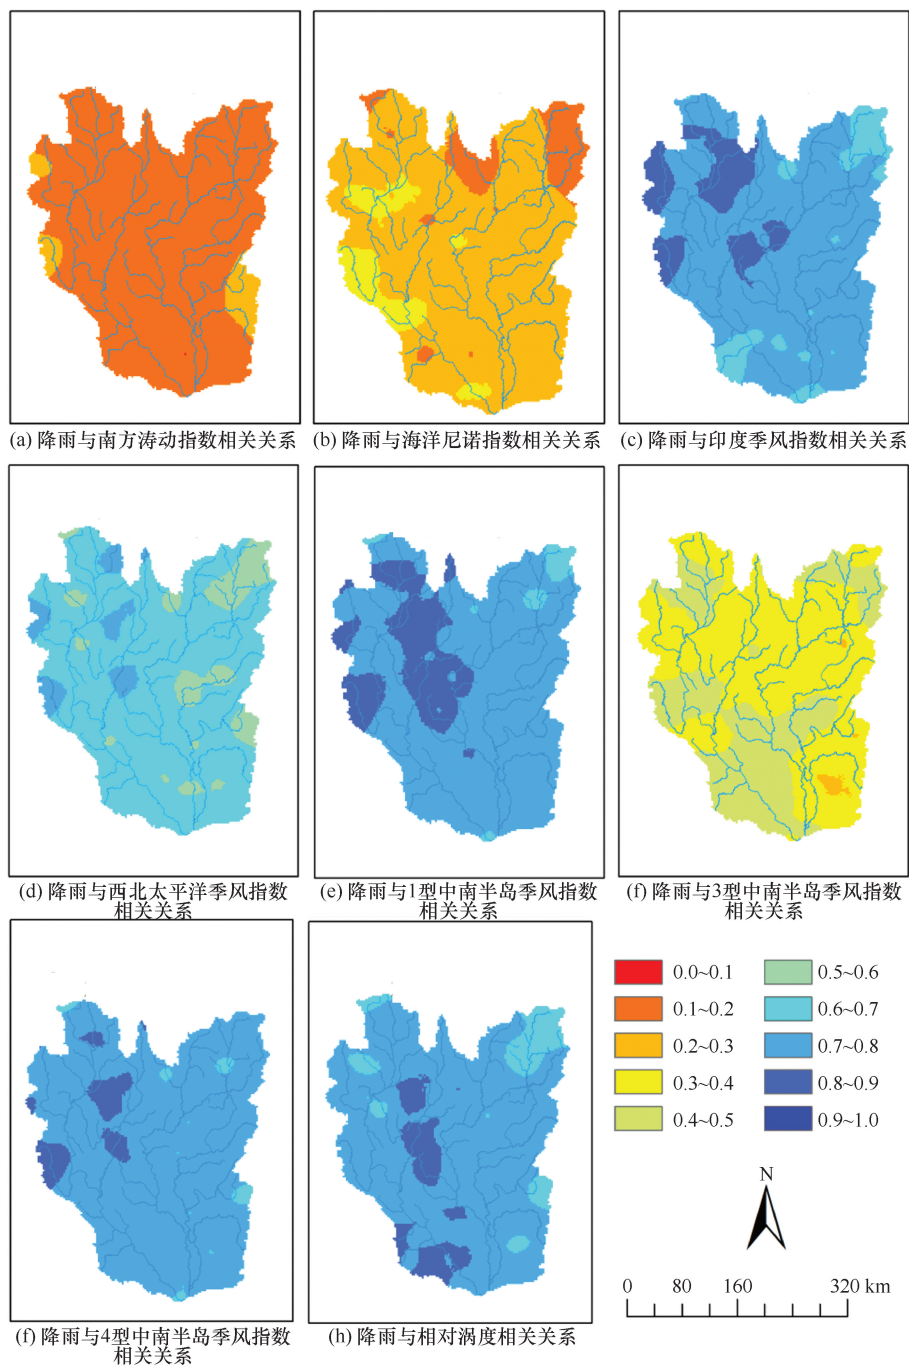 (a) 降雨与南方涛动指数相关关系
(b) 降雨与海洋尼诺指数相关关系
(c) 降雨与印度季风指数相关关系
(d) 降雨与西北太平洋季风指数
相关关系
(e) 降雨与1型中南半岛季风指数
相关关系
(f) 降雨与3型中南半岛季风指数
相关关系
(f) 降雨与4型中南半岛季风指数
相关关系
(h) 降雨与相对涡度相关关系
0.0~0.1
0.1~0.2
0.2~0.3
0.3~0.4
0.4~0.5
0.5~0.6
0.6~0.7
0.7~0.8
0.8~0.9
0.9~1.0
N
0 80 160 320 km